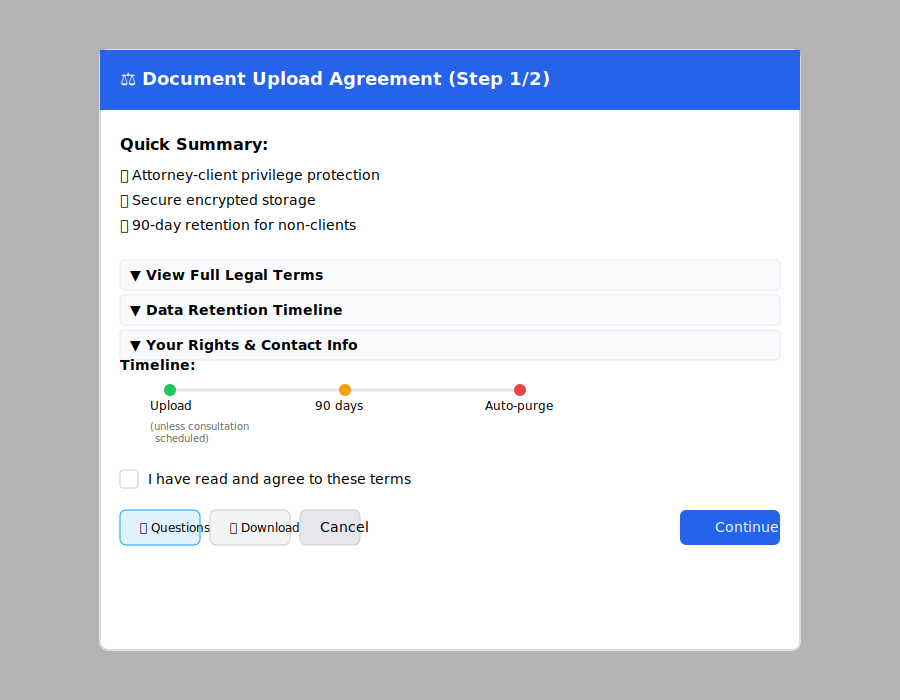 ⚖ Document Upload Agreement (Step 1/2)
Quick Summary:
Attorney-client privilege protection
Secure encrypted storage
90-day retention for non-clients
▼ View Full Legal Terms
▼ Data Retention Timeline
▼ Your Rights & Contact Info
Timeline:
Upload 90 days Auto-purge
(unless consultation
scheduled)
I have read and agree to these terms
Questions Download Cancel Continue